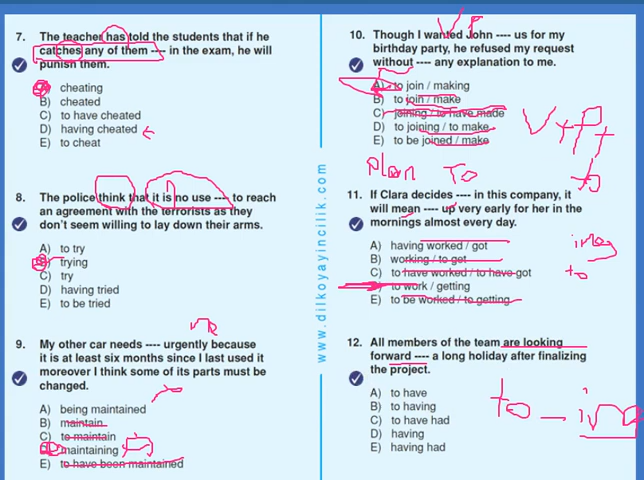 7. The teacher has told the students that if he
catches any of them ---- in the exam, he will
punish them.
A) cheating
B) cheated
C) to have cheated
D) having cheated
E) to cheat
8. The police think that it is no use ---- to reach
an agreement with the terrorists as they
don't seem willing to lay down their arms.
A) to try
B) trying
C) try
D) having tried
E) to be tried
9. My other car needs ---- urgently because
it is at least six months since I last used it
moreover I think some of its parts must be
changed.
A) being maintained
B) maintain
C) to maintain
D) maintaining
E) to have been maintained
www.dilkoyayincilik.com
10. Though I wanted John ---- us for my
birthday party, he refused my request
without ---- any explanation to me.
A) to join / making
B) to join / make
C) joining / to have made
D) to joining / to make
E) to be joined / make
plan To
to
11. If Clara decides ---- in this company, it
will mean ---- up very early for her in the
mornings almost every day.
A) having worked / got
B) working / to get
C) to have worked / to have got
D) to work / getting
E) to be worked / to getting
to
12. All members of the team are looking
forward ---- a long holiday after finalizing
the project.
A) to have
B) to having
C) to have had
D) having
E) having had
to - ing